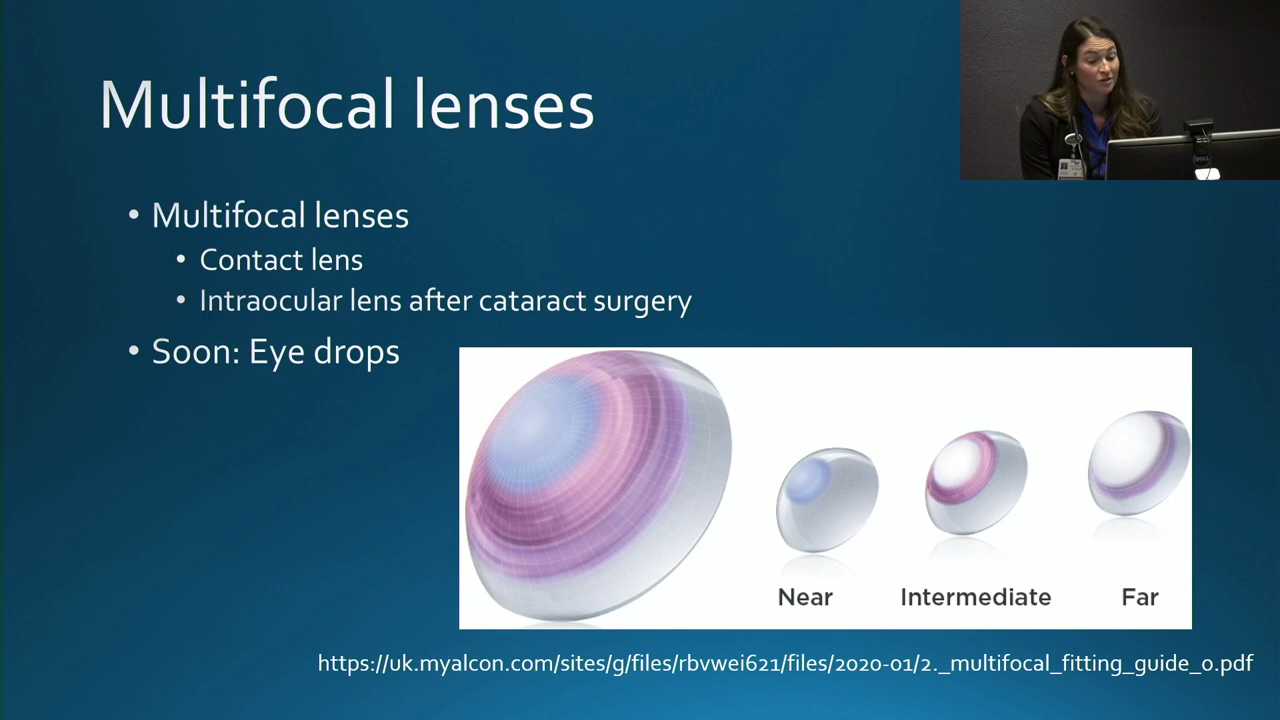 Multifocal lenses
• Multifocal lenses
• Contact lens
• Intraocular lens after cataract surgery
• Soon: Eye drops
Near Intermediate Far
https://uk.myalcon.com/sites/g/files/rbvwei621/files/2020-01/2._multifocal_fitting_guide_0.pdf
DELL